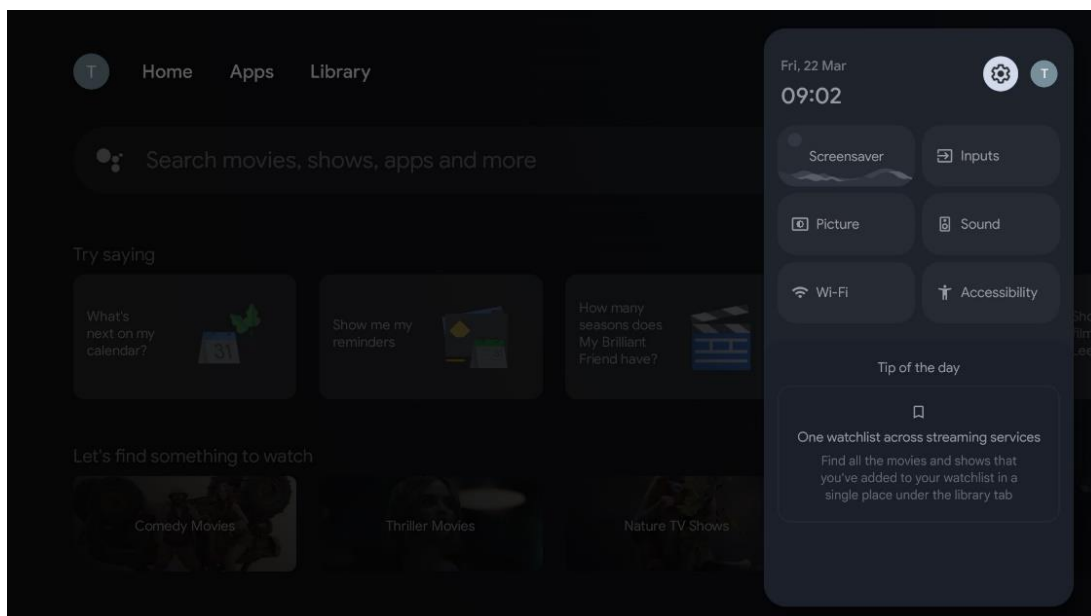 T
Home
Apps
Library
Search movies, shows, apps and more
Try saying
What's
next on my
calendar?
31
Show me my
reminders
How many
seasons does
My Brilliant
Friend have?
Let's find something to watch
Comedy Movies
Thriller Movies
Nature TV Shows
Fri, 22 Mar
09:02
T
Screensaver
Inputs
Picture
Sound
Wi-Fi
Accessibility
Tip of the day
One watchlist across streaming services
Find all the movies and shows that
you've added to your watchlist in a
single place under the library tab